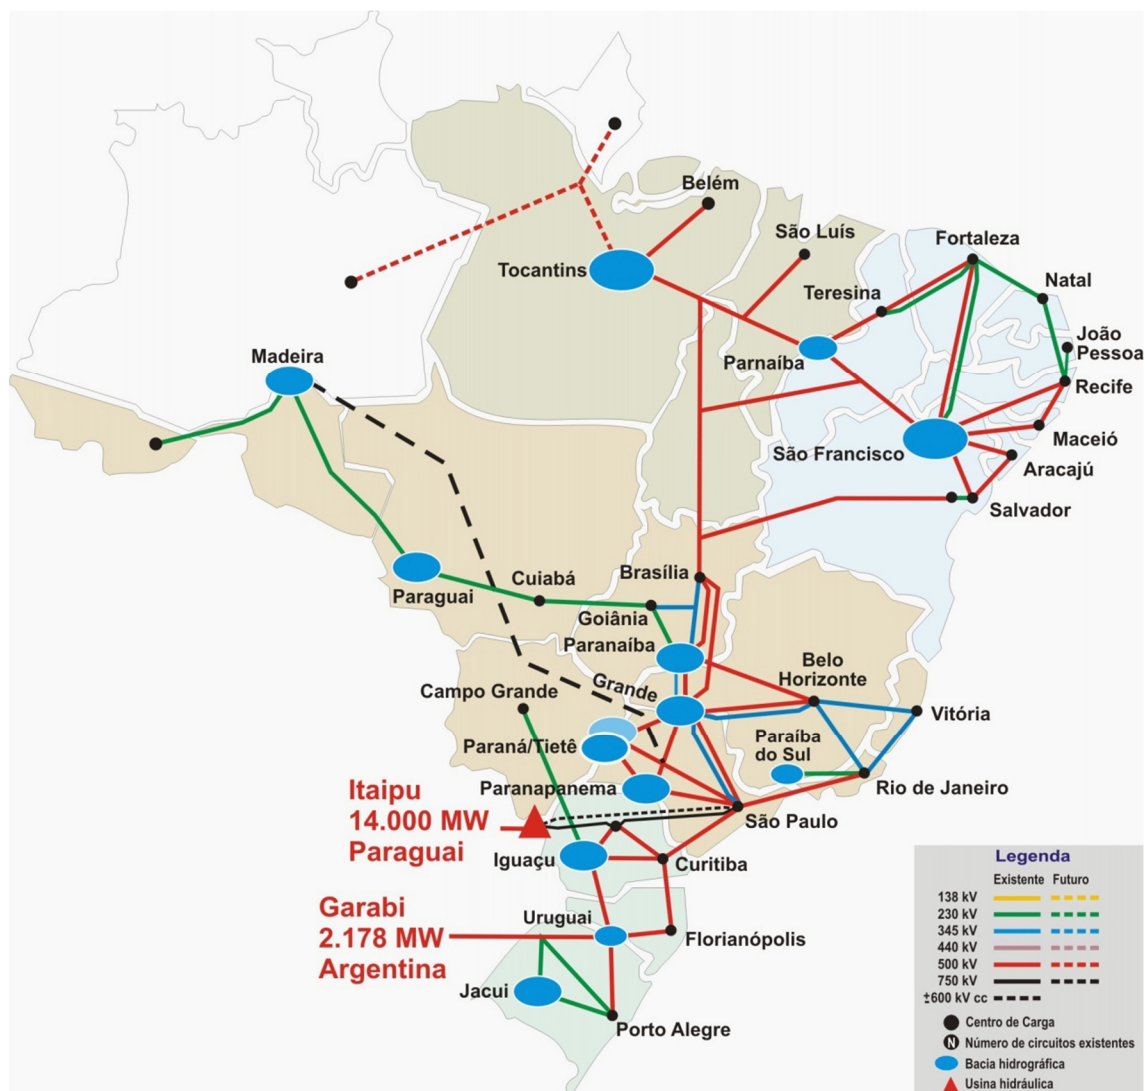 Belém
São Luís
Tocantins
Fortaleza
Teresina
Natal
João
Pessoa
Madeira
Parnaíba
Recife
São Francisco
Maceió
Aracajú
Salvador
Brasília
Cuiabá
Paraguai
Goiânia
Paranaíba
Belo
Horizonte
Grande
Campo Grande
Vitória
Paraíba
do Sul
Paraná/Tietê
Paranapanema
Rio de Janeiro
Itaipu
14.000 MW
Paraguai
São Paulo
Iguaçu
Curitiba
Garabi
2.178 MW
Argentina
Uruguai
Florianópolis
Jacui
Porto Alegre
Legenda
Existente Futuro
138 kV
230 kV
345 kV
440 kV
500 kV
750 kV
±600 kV cc
Centro de Carga
N Número de circuitos existentes
Bacia hidrográfica
Usina hidráulica